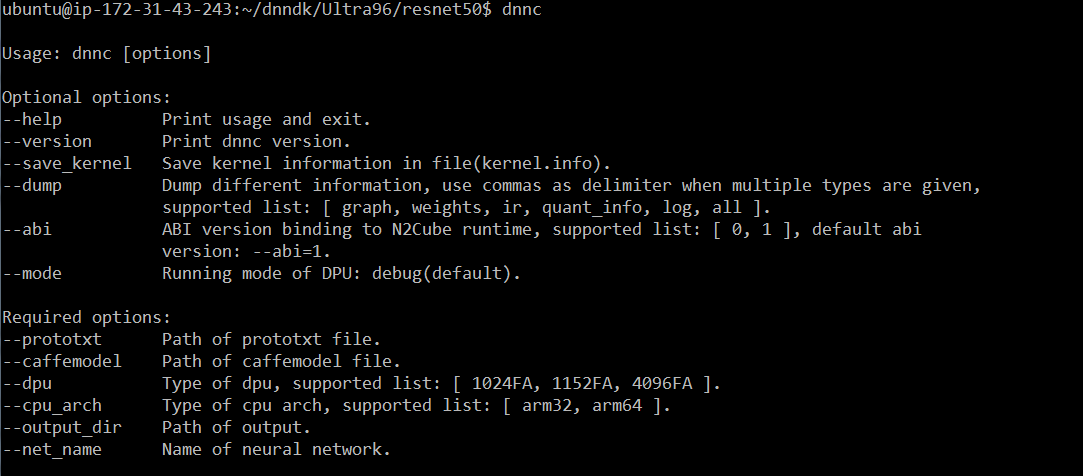 ubuntu@ip-172-31-43-243:~/dnndk/Ultra96/resnet50$ dnnc
Usage: dnnc [options]
Optional options:
--help Print usage and exit.
--version Print dnnc version.
--save_kernel Save kernel information in file(kernel.info).
--dump Dump different information, use commas as delimiter when multiple types are given,
supported list: [ graph, weights, ir, quant_info, log, all ].
--abi ABI version binding to N2Cube runtime, supported list: [ 0, 1 ], default abi
version: --abi=1.
--mode Running mode of DPU: debug(default).
Required options:
--prototxt Path of prototxt file.
--caffemodel Path of caffemodel file.
--dpu Type of dpu, supported list: [ 1024FA, 1152FA, 4096FA ].
--cpu_arch Type of cpu arch, supported list: [ arm32, arm64 ].
--output_dir Path of output.
--net_name Name of neural network.